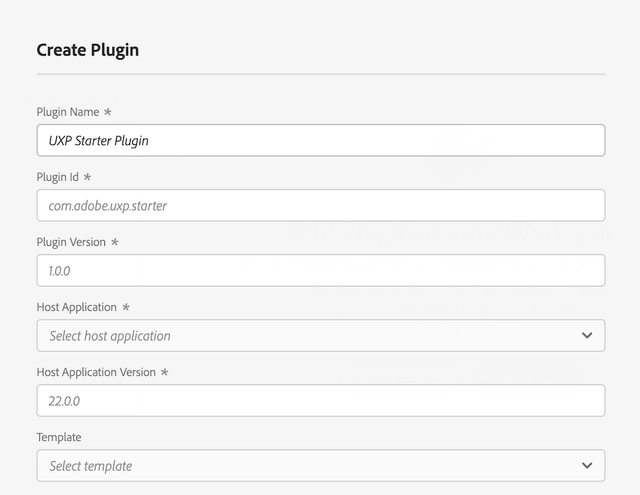 Create Plugin
Plugin Name *
UXP Starter Plugin
Plugin Id *
com.adobe.uxp.starter
Plugin Version *
1.0.0
Host Application *
Select host application
Host Application Version *
22.0.0
Template
Select template